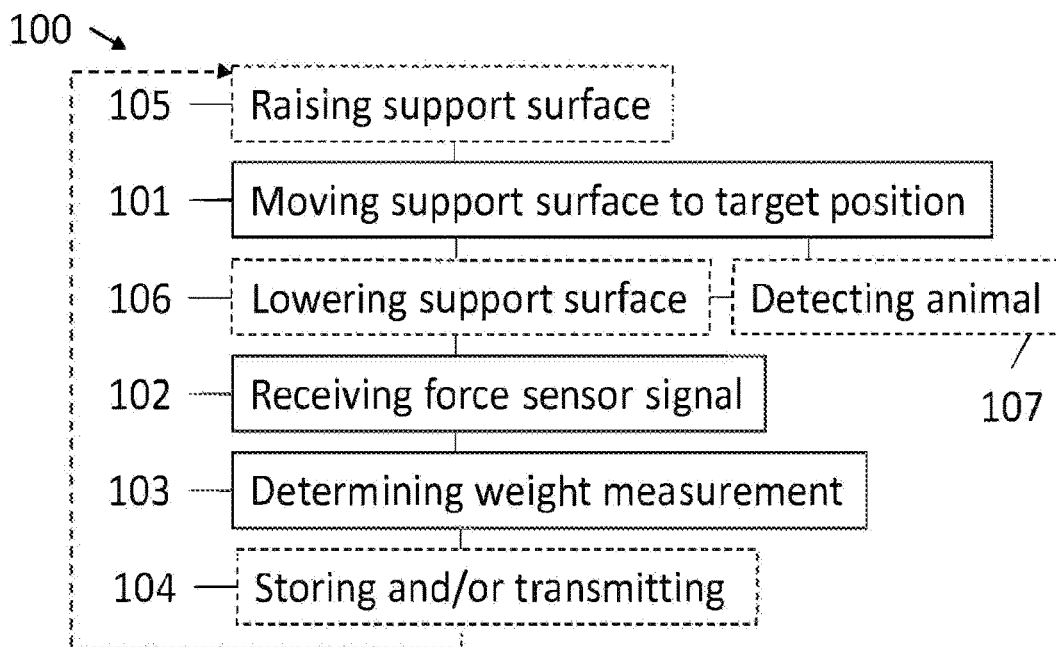 100
105 Raising support surface
101 Moving support surface to target position
106 Lowering support surface Detecting animal
102 Receiving force sensor signal
107
103 Determining weight measurement
104 Storing and/or transmitting